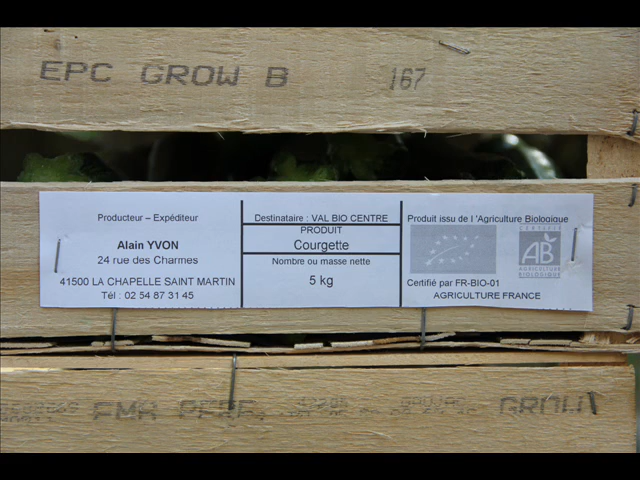 EPC GROW B 167
Producteur – Expéditeur
Alain YVON
24 rue des Charmes
41500 LA CHAPELLE SAINT MARTIN
Tél : 02 54 87 31 45
Destinataire : VAL BIO CENTRE
PRODUIT
Courgette
Nombre ou masse nette
5 kg
Produit issu de l 'Agriculture Biologique
CERTIFIÉ
AB
AGRICULTURE
BIOLOGIQUE
Certifié par FR-BIO-01
AGRICULTURE FRANCE